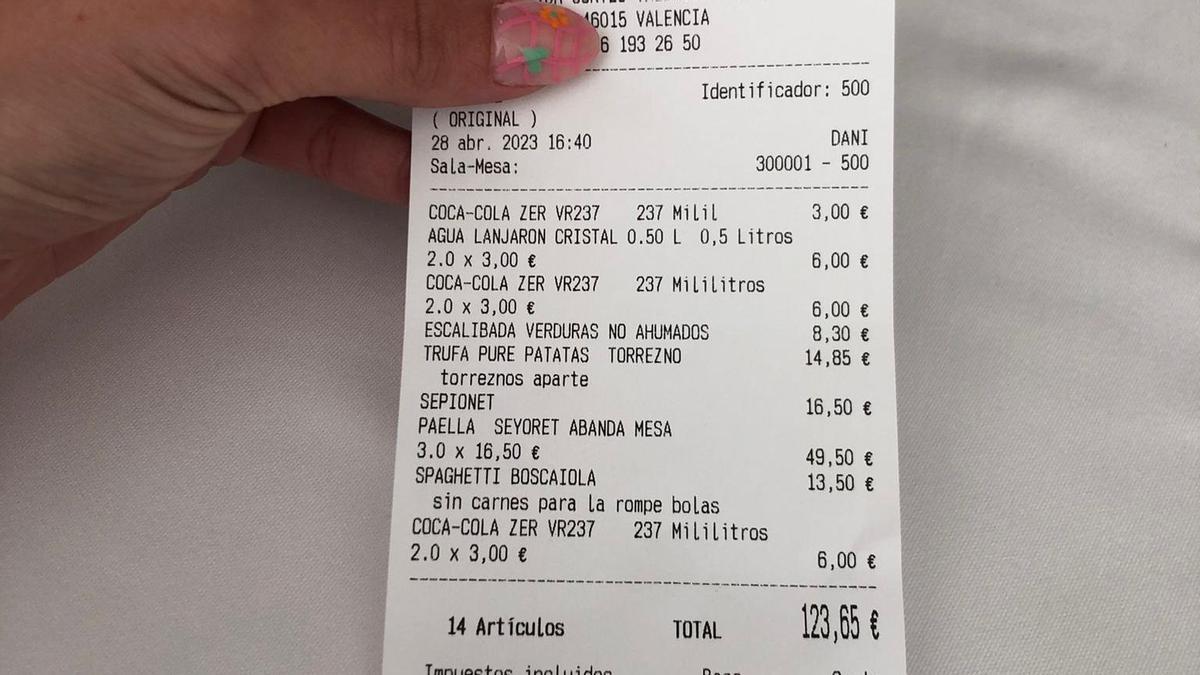 46015 VALENCIA
6 193 26 50
Identificador: 500
( ORIGINAL )
28 abr. 2023 16:40 DANI
Sala-Mesa: 300001 - 500
COCA-COLA ZER VR237 237 Milil 3,00 €
AGUA LANJARON CRISTAL 0.50 L 0,5 Litros
2.0 x 3,00 € 6,00 €
COCA-COLA ZER VR237 237 Mililitros
2.0 x 3,00 € 6,00 €
ESCALIBADA VERDURAS NO AHUMADOS 8,30 €
TRUFA PURE PATATAS TORREZNO 14,85 €
torreznos aparte
SEPIONET 16,50 €
PAELLA SEYORET ABANDA MESA
3.0 x 16,50 € 49,50 €
SPAGHETTI BOSCAIOLA 13,50 €
sin carnes para la rompe bolas
COCA-COLA ZER VR237 237 Mililitros
2.0 x 3,00 € 6,00 €
14 Artículos TOTAL 123,65 €
Impuestos incluidos